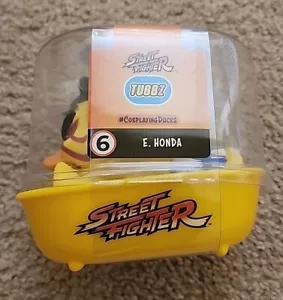 STREET
FIGHTER
TUBBZ
#COSPLAYINGDUCKS
6 E. HONDA
STREET
FIGHTER